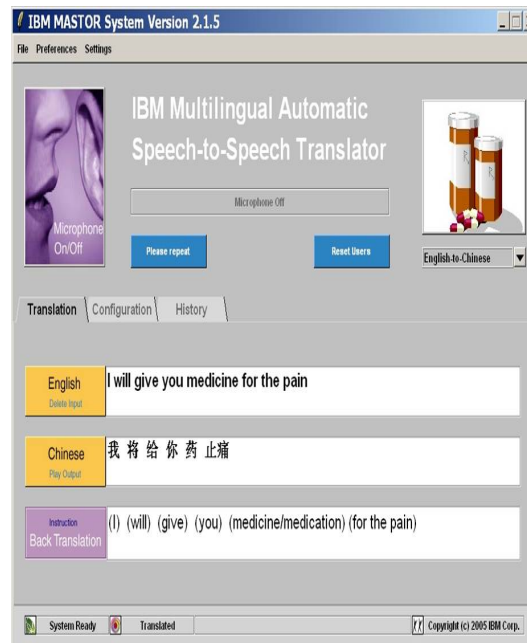 IBM MASTOR System Version 2.1.5
File Preferences Settings
IBM Multilingual Automatic
Speech-to-Speech Translator
Microphone
On/Off
Microphone Off
Please repeat
Reset Users
English-to-Chinese
Translation Configuration History
English
Delete Input
I will give you medicine for the pain
Chinese
Play Output
我 将 给 你 药 止痛
Instruction
Back Translation
(I) (will) (give) (you) (medicine/medication) (for the pain)
System Ready Translated Copyright (c) 2005 IBM Corp.